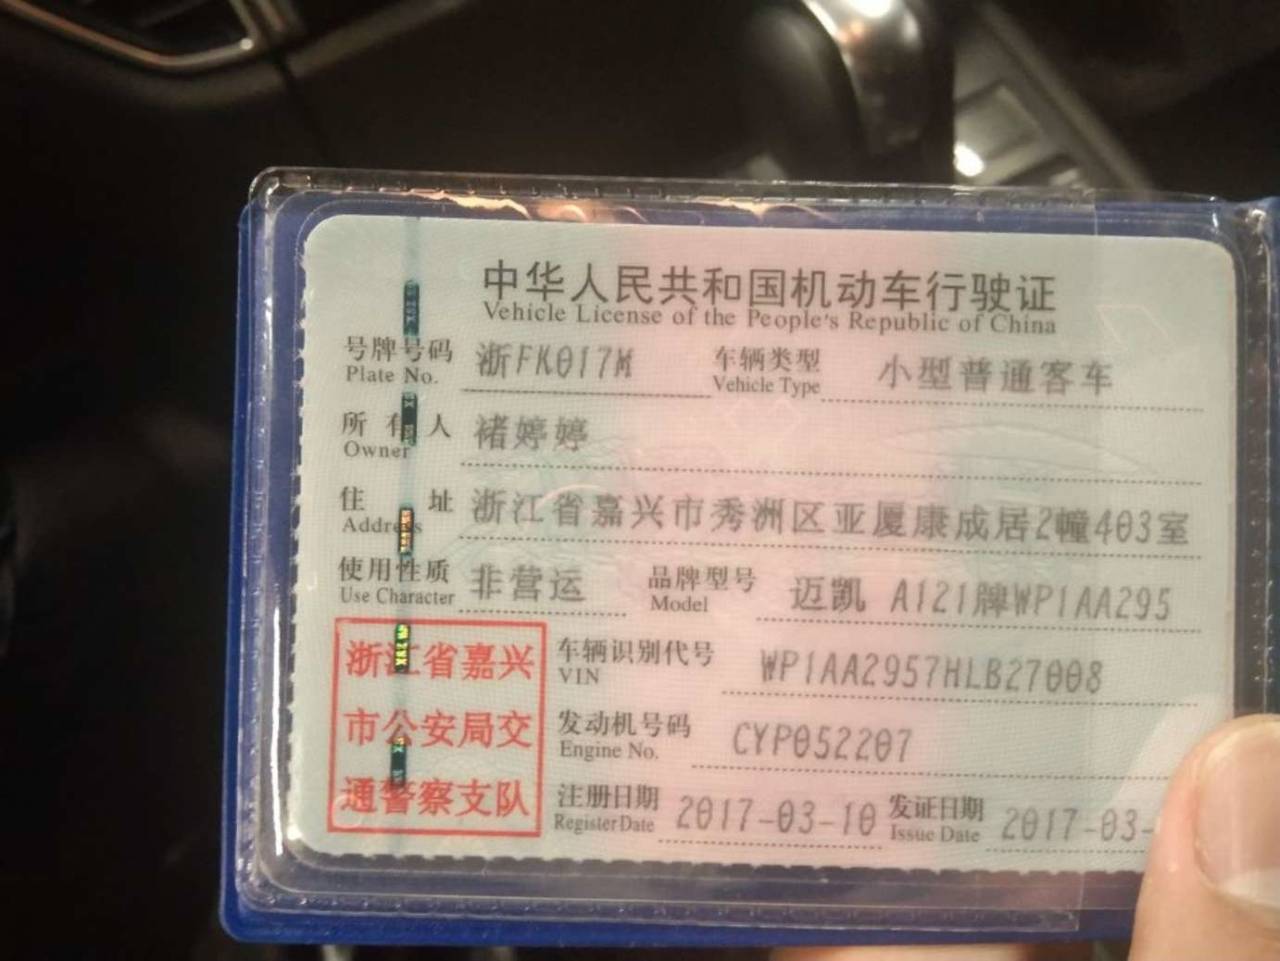 中华人民共和国机动车行驶证
Vehicle License of the People's Republic of China
号牌号码 浙FK017M 车辆类型 小型普通客车
Plate No. Vehicle Type
所有人 褚婷婷
Owner
住址 浙江省嘉兴市秀洲区亚厦康成居2幢403室
Address
使用性质 非营运 品牌型号 迈凯 A121牌WP1AA295
Use Character Model
浙江省嘉兴
市公安局交
通警察支队
车辆识别代号 WP1AA2957HLB27008
VIN
发动机号码 CYP052207
Engine No.
注册日期 2017-03-10 发证日期 2017-03-
Register Date Issue Date